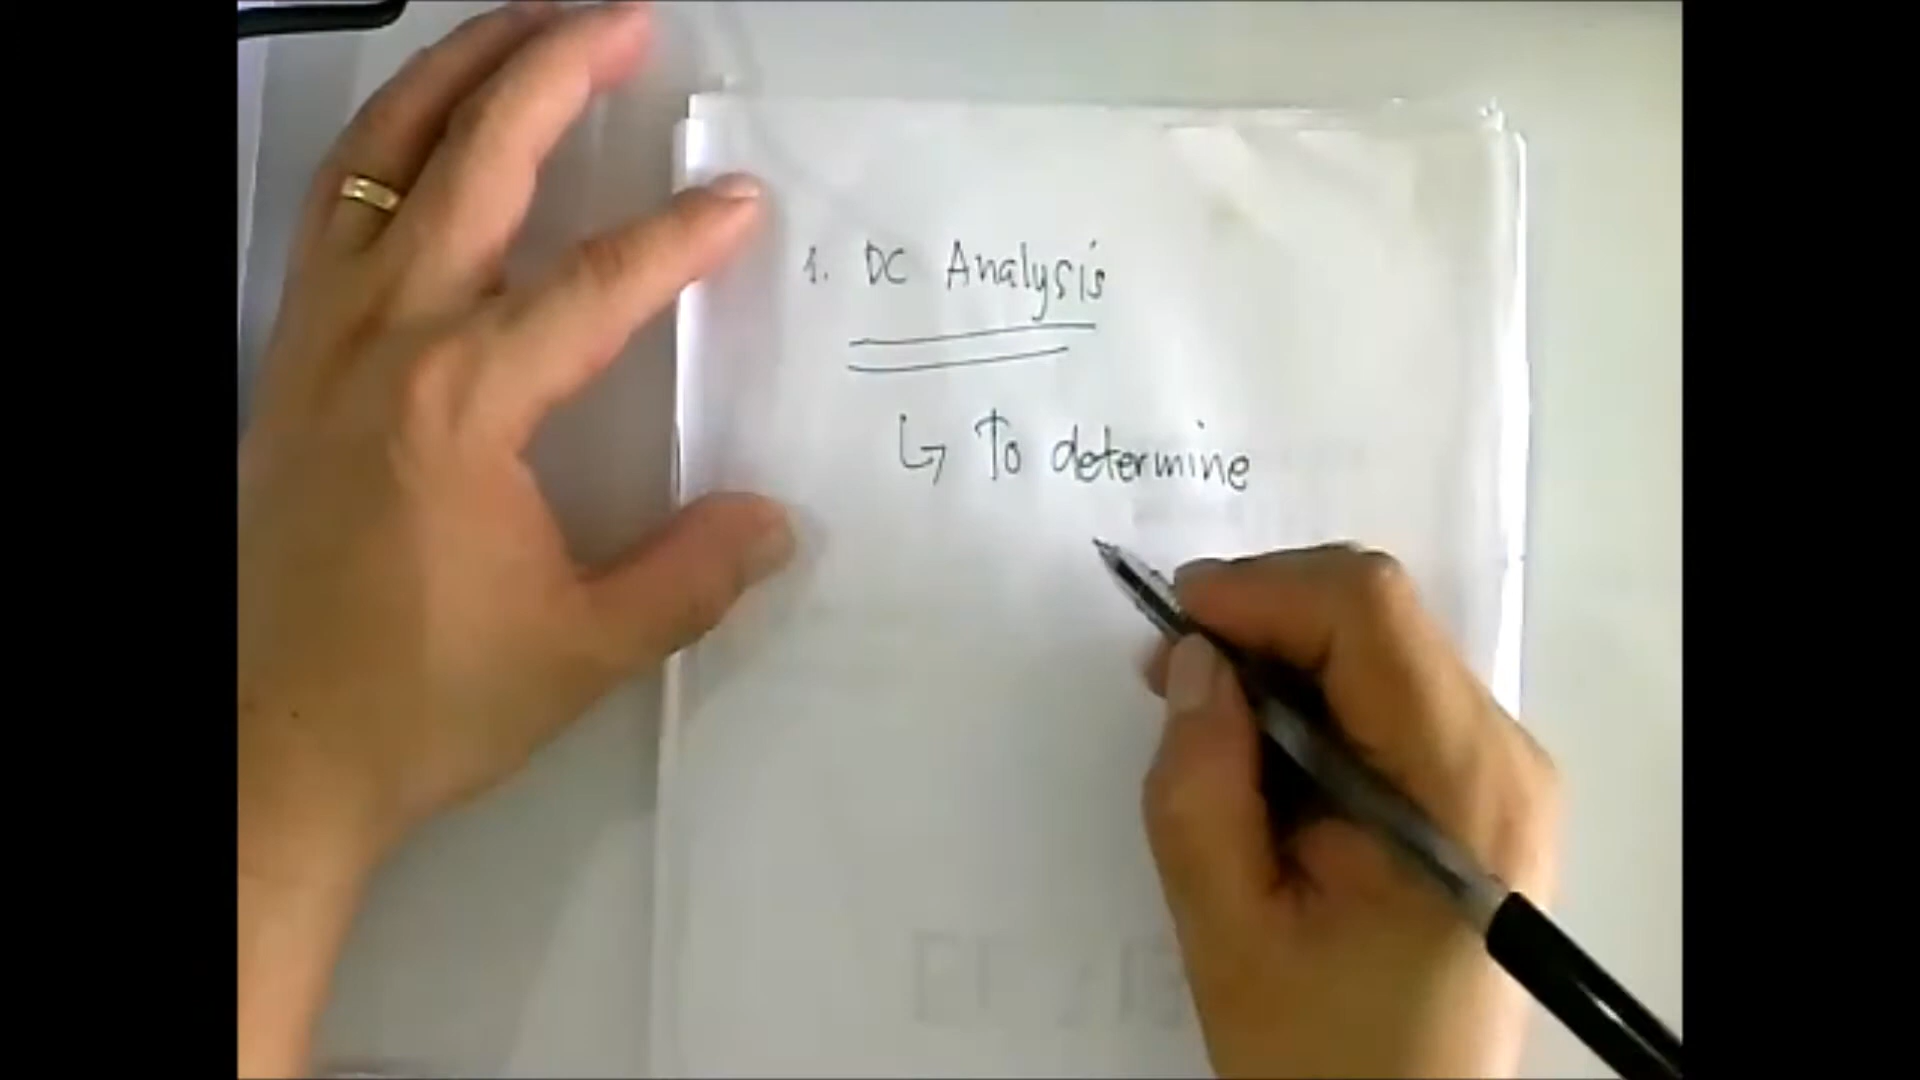 1. DC Analysis
↳ To determine